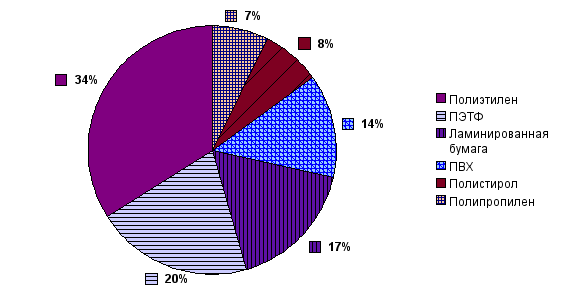 7%
8%
34%
14%
17%
20%
Полиэтилен
ПЭТФ
Ламинированная
бумага
ПВХ
Полистирол
Полипропилен